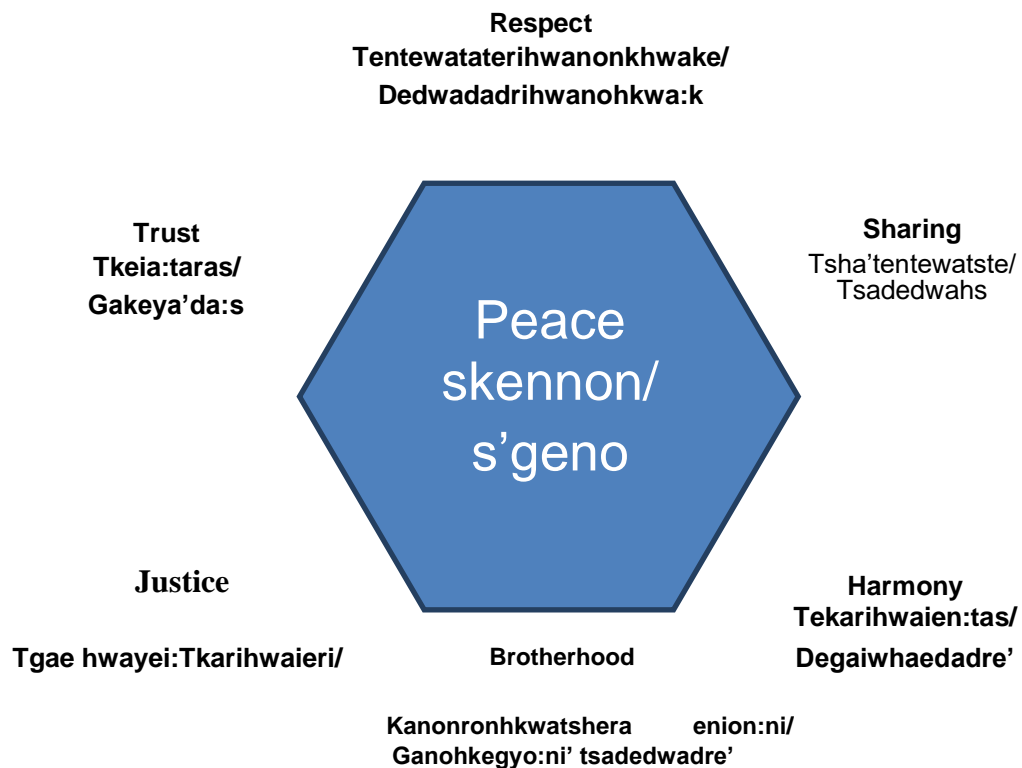 Respect
Tentewataterihwanonkhwake/
Dedwadadrihwanohkwa:k
Trust
Tkeia:taras/
Gakeya’da:s
Sharing
Tsha’tentewatste/
Tsadedwahs
Peace
skennon/
s’geno
Justice
Tgae hwayei:Tkarihwaieri/
Harmony
Tekarihwaien:tas/
Degaiwhaedadre’
Brotherhood
Kanonronhkwatshera enion:ni/
Ganohkegyo:ni’ tsadedwadre’